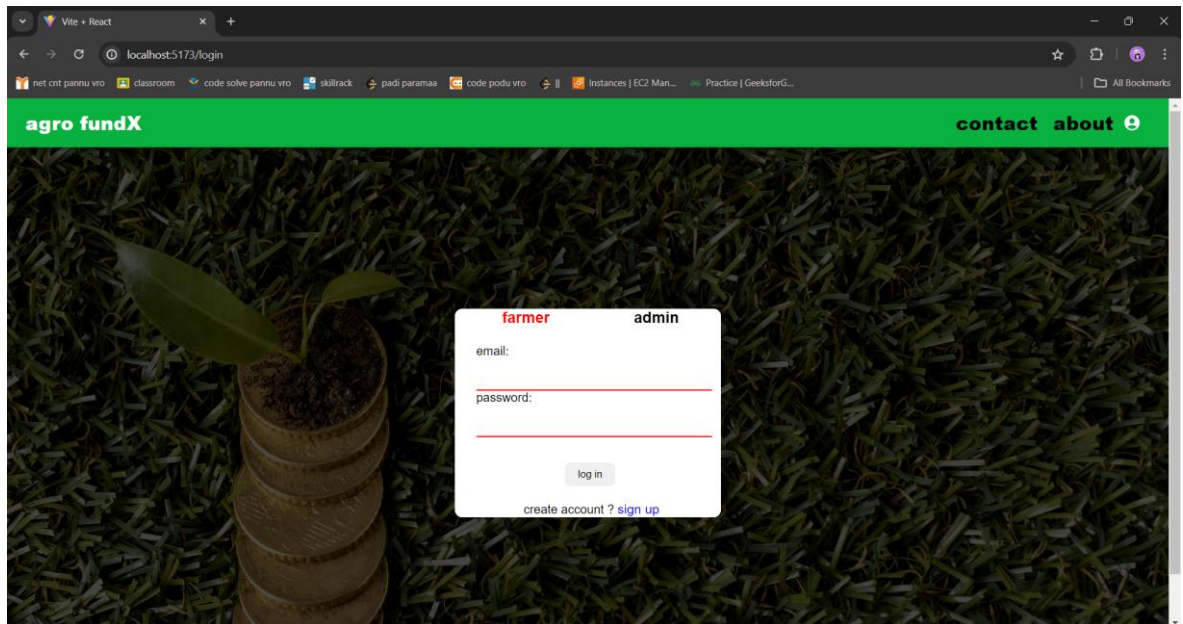 Vite + React
localhost:5173/login
net cnt pannu vro classroom code solve pannu vro skillrack padi paramaa code podu vro || Instances | EC2 Man... Practice | GeeksforG... All Bookmarks
agro fundX contact about
farmer admin
email:
password:
log in
create account ? sign up